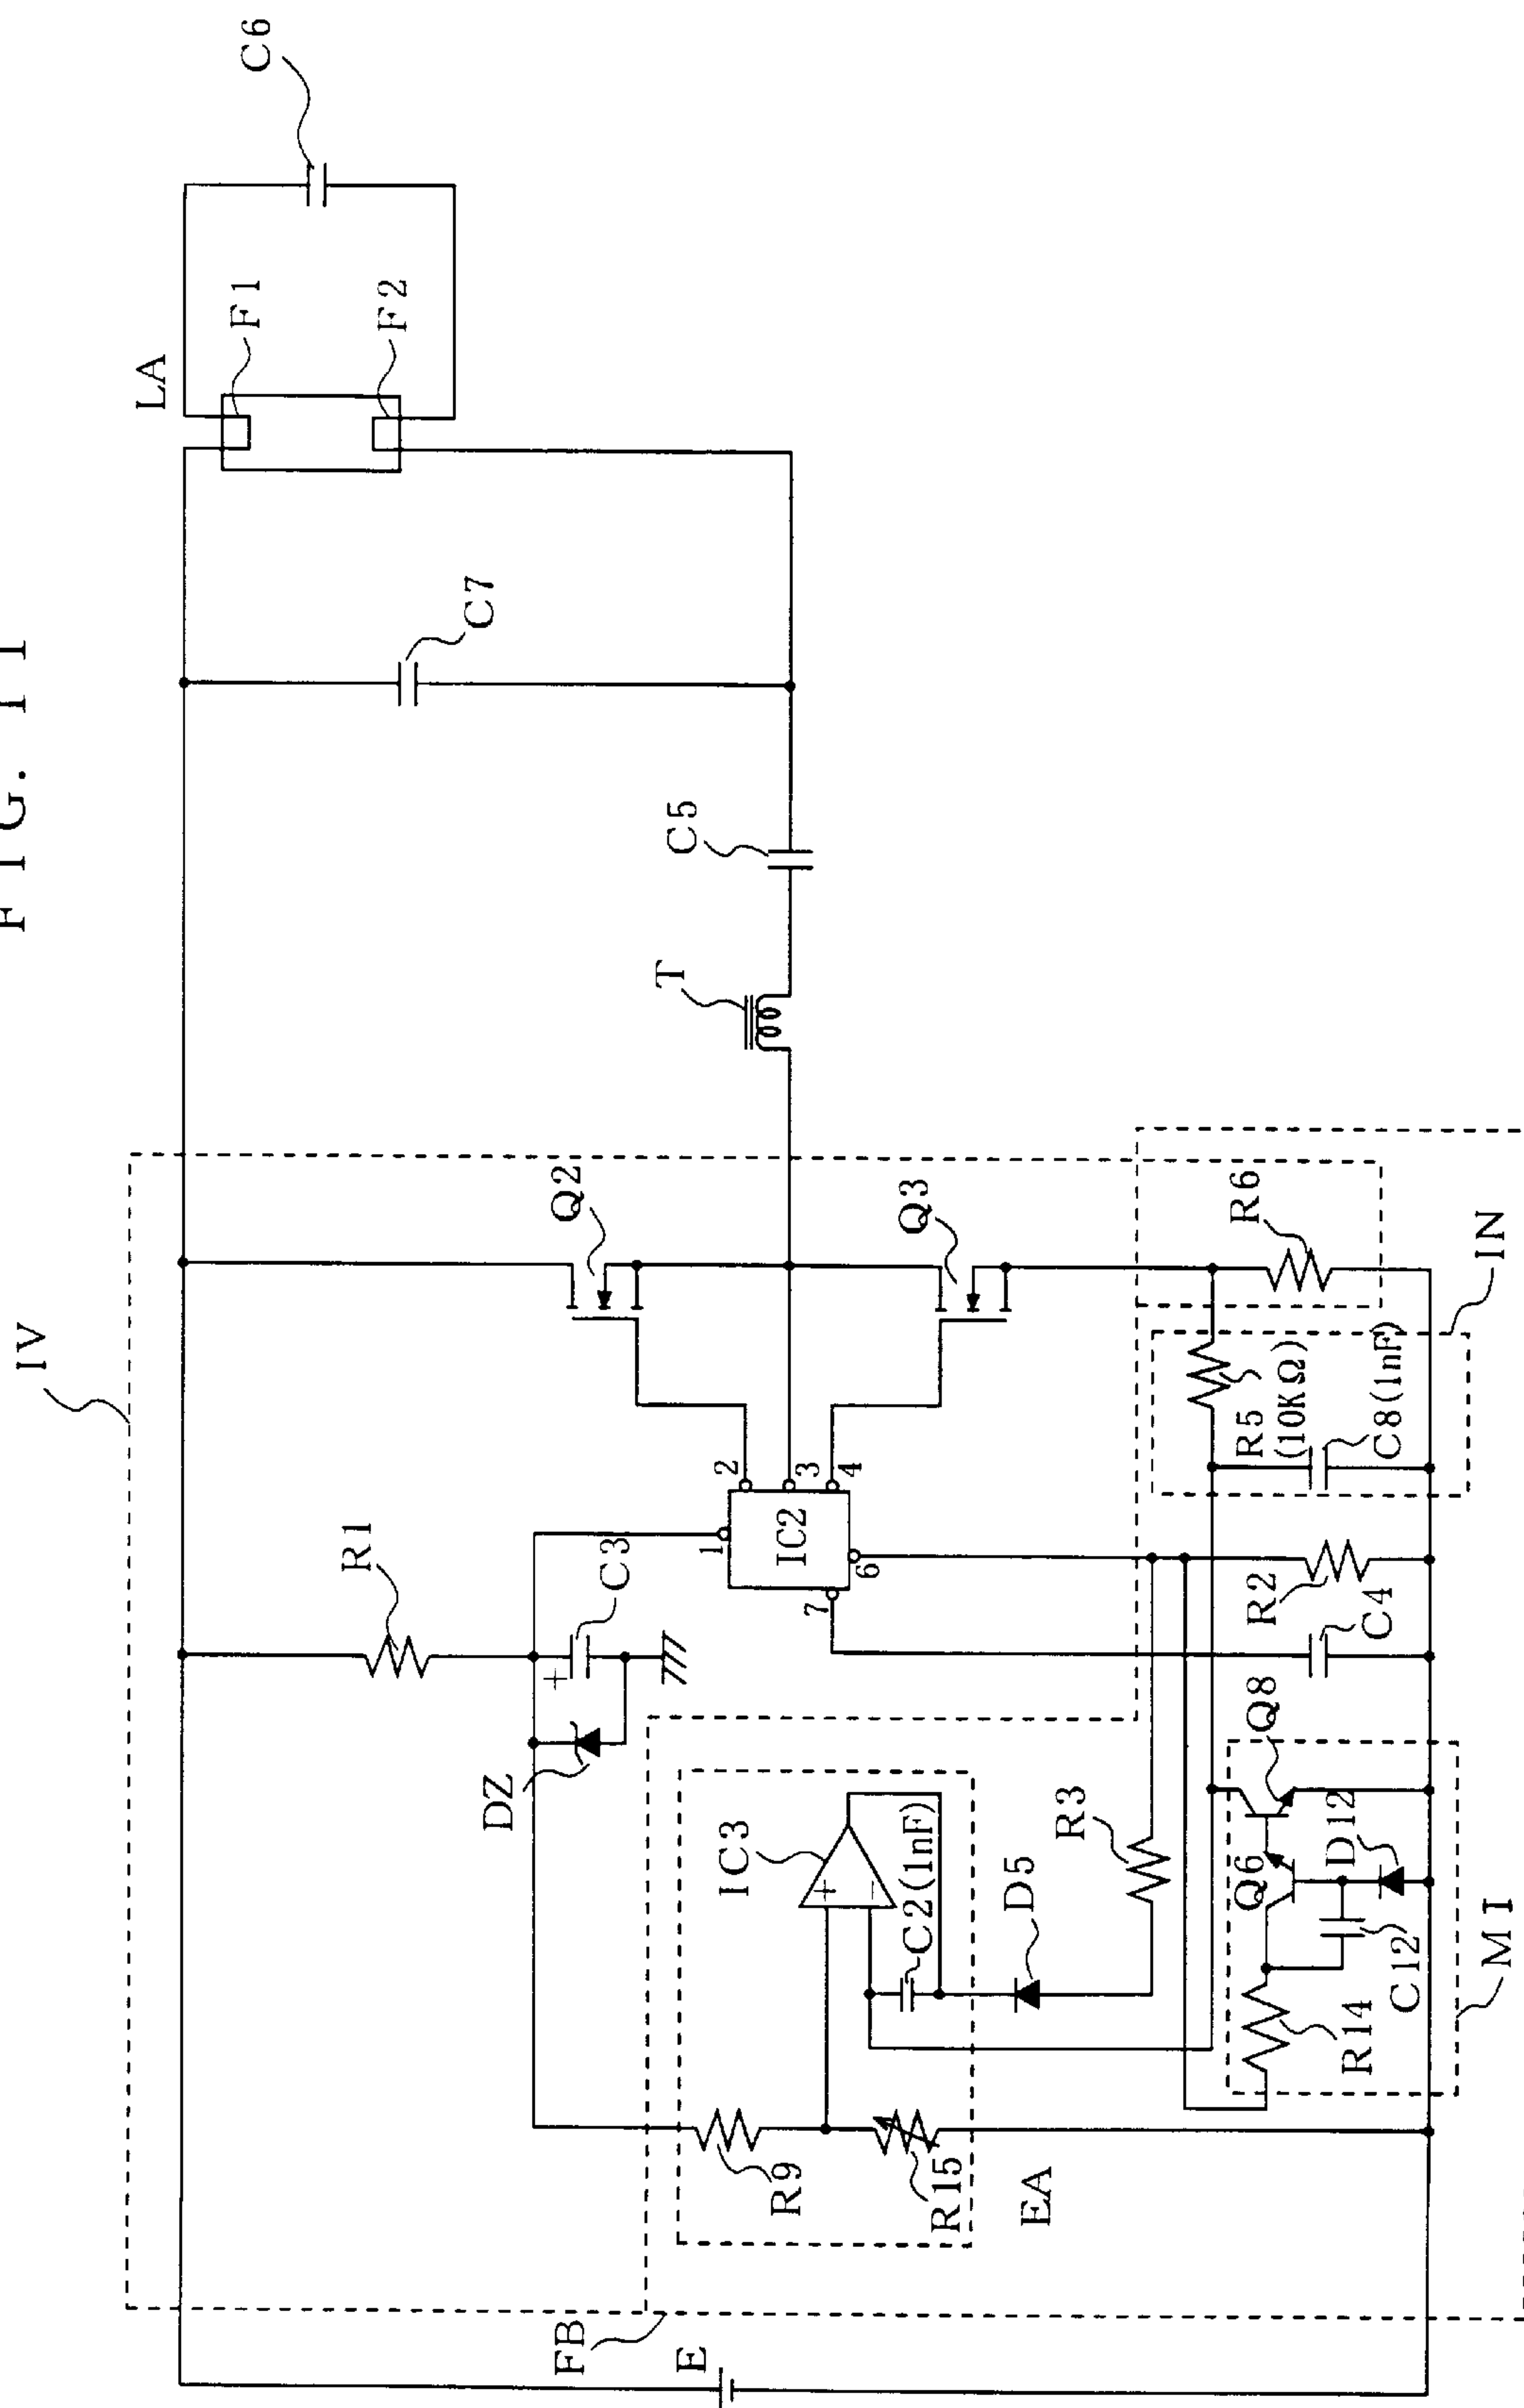 FIG. 11
IV
LA
C6
F1
F2
C7
C5
T
Q2
Q3
R6
IN
R5
(10KΩ)
C8(1nF)
R1
C3
+
DZ
1
2
3
4
6
7
IC2
R2
C4
Q8
Q6
D12
C12
R14
MI
IC3
+
−
C2(1nF)
D5
R3
R9
R15
EA
FB
E